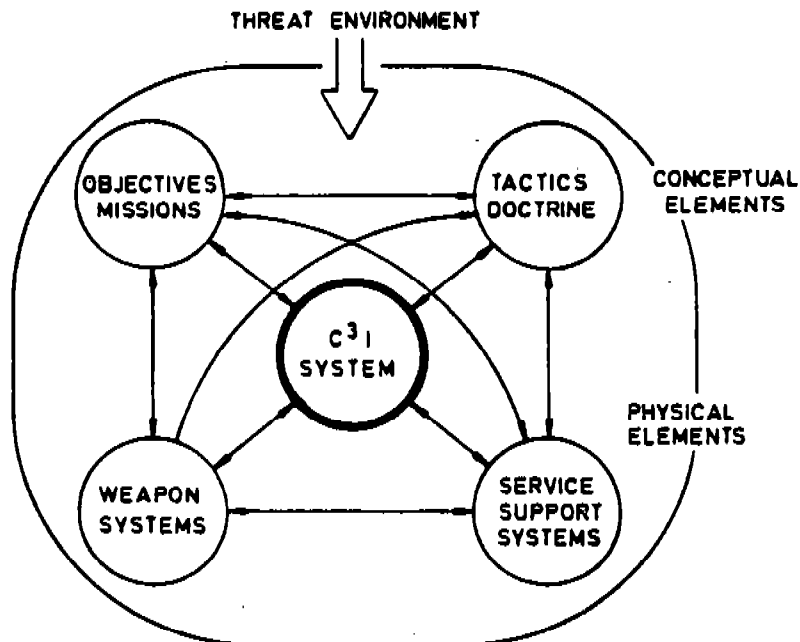 THREAT ENVIRONMENT
OBJECTIVES
MISSIONS
TACTICS
DOCTRINE
CONCEPTUAL
ELEMENTS
C³I
SYSTEM
PHYSICAL
ELEMENTS
WEAPON
SYSTEMS
SERVICE
SUPPORT
SYSTEMS